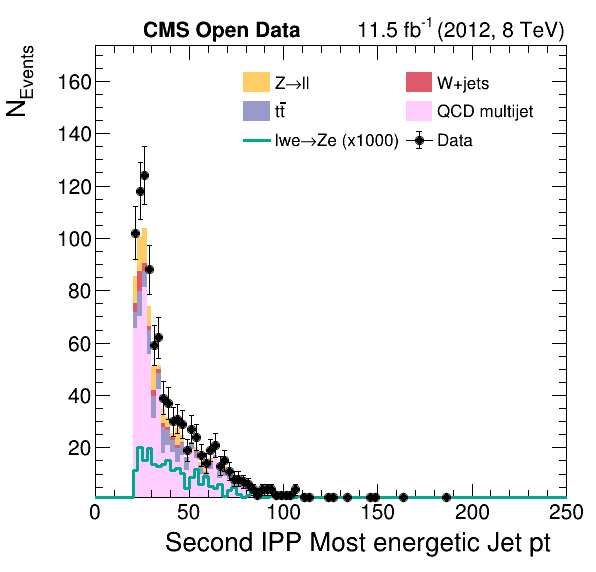 CMS Open Data 11.5 fb-1 (2012, 8 TeV)
NEvents
160
140
120
100
80
60
40
20
Z→ll W+jets
tt̄ QCD multijet
lwe→Ze (x1000) Data
0 50 100 150 200 250
Second IPP Most energetic Jet pt